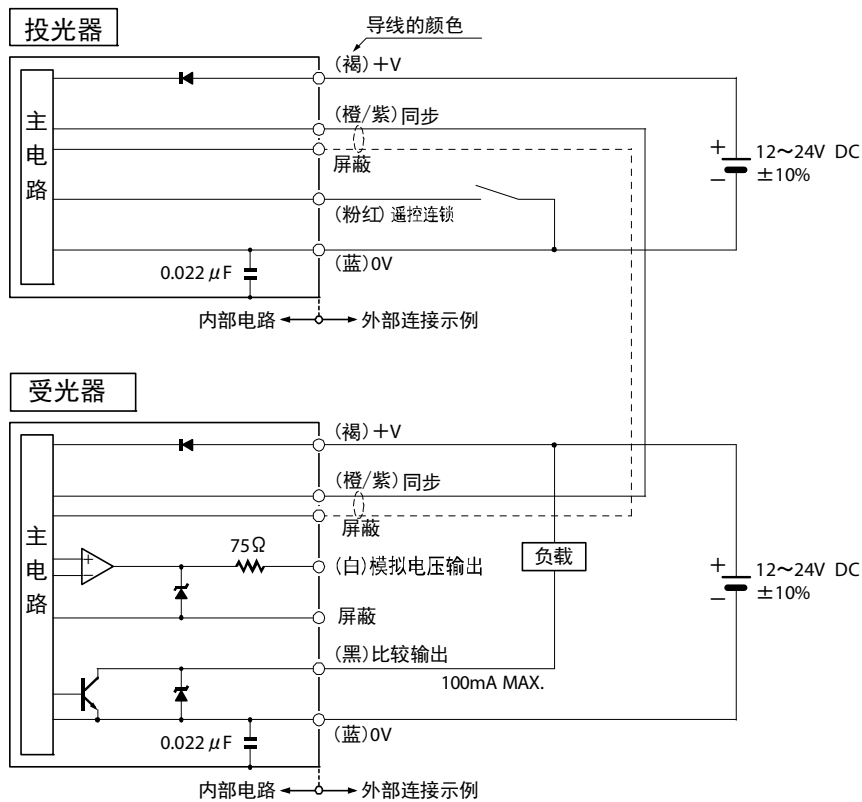 投光器
导线的颜色
(褐)+V
(橙/紫)同步
屏蔽
主电路
+
−
12～24V DC
±10%
(粉红)遥控连锁
0.022μF
(蓝)0V
内部电路
外部连接示例
受光器
(褐)+V
(橙/紫)同步
屏蔽
主电路
75Ω
+
−
(白)模拟电压输出
负载
+
−
12～24V DC
±10%
屏蔽
(黑)比较输出
100mA MAX.
0.022μF
(蓝)0V
内部电路
外部连接示例